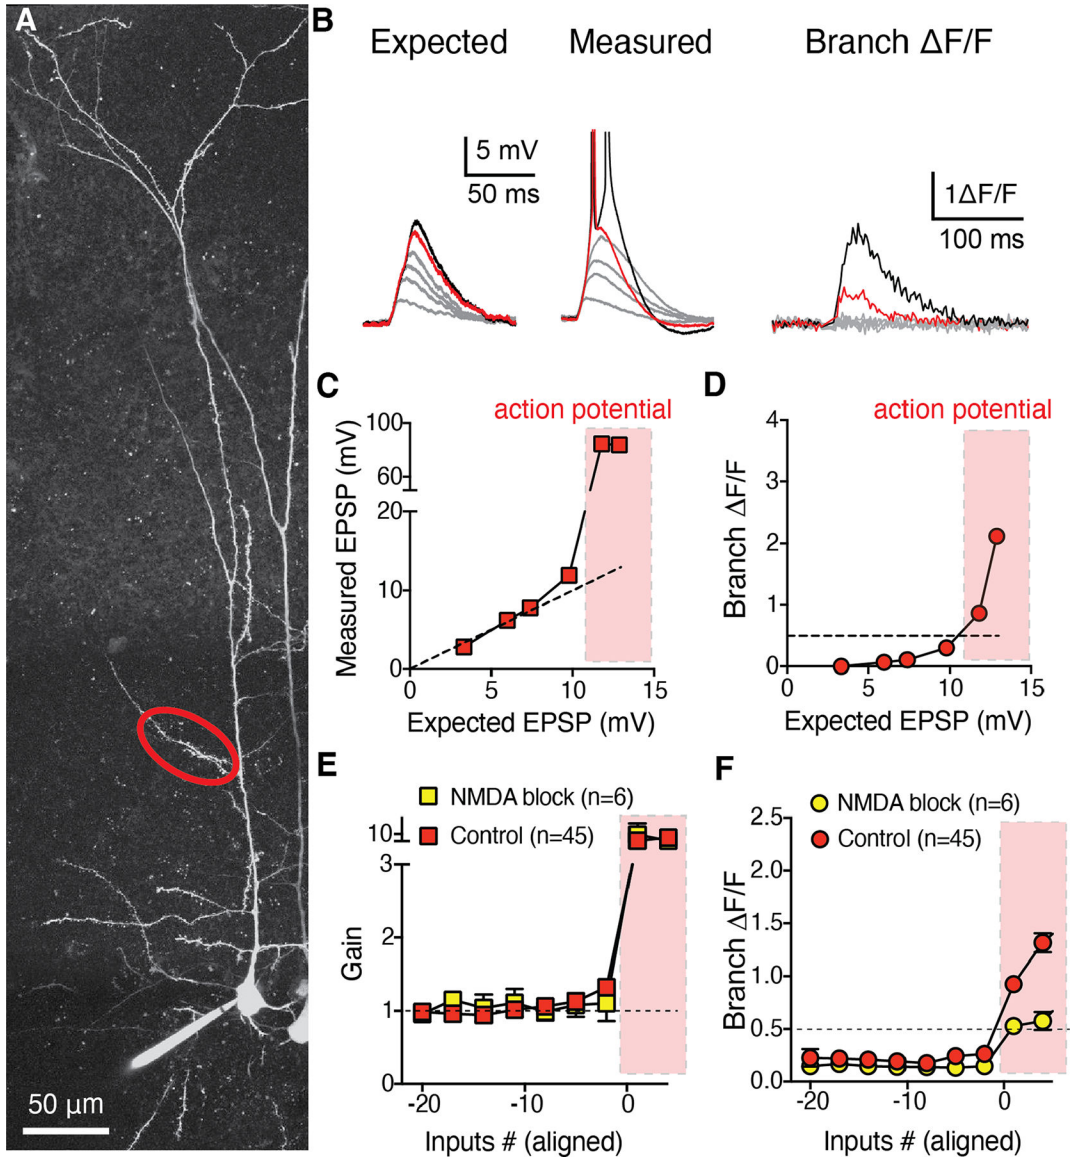 A
B
Expected
Measured
Branch ΔF/F
5 mV
50 ms
1ΔF/F
100 ms
50 µm
C
action potential
Measured EPSP (mV)
100
60
20
10
0
0
5
10
15
Expected EPSP (mV)
D
action potential
Branch ΔF/F
4
3
2
1
0
0
5
10
15
Expected EPSP (mV)
E
NMDA block (n=6)
Control (n=45)
Gain
10
3
2
1
0
-20
-10
0
Inputs # (aligned)
F
NMDA block (n=6)
Control (n=45)
Branch ΔF/F
2.5
2.0
1.5
1.0
0.5
0.0
-20
-10
0
Inputs # (aligned)